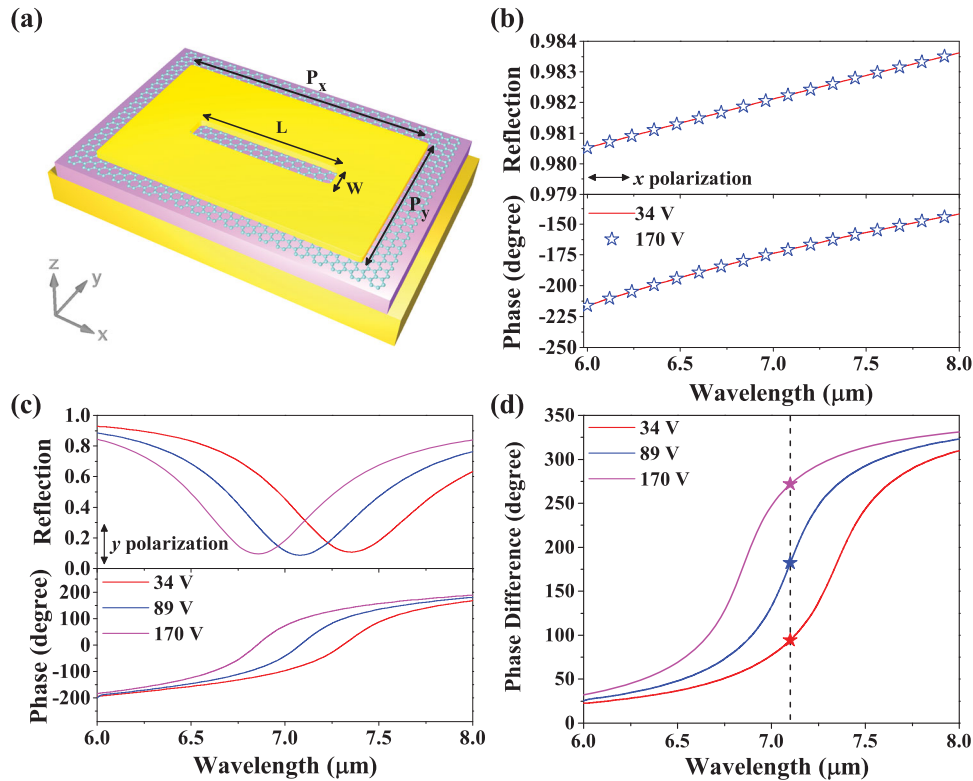 (a)
P_x
L
W
P_y
z
y
x
(b)
0.984
0.983
0.982
0.981
0.980
0.979
Reflection
x polarization
34 V
170 V
-150
-175
-200
-225
-250
Phase (degree)
6.0 6.5 7.0 7.5 8.0
Wavelength (μm)
(c)
1.0
0.8
0.6
0.4
0.2
0.0
Reflection
y polarization
34 V
89 V
170 V
200
100
0
-100
-200
Phase (degree)
6.0 6.5 7.0 7.5 8.0
Wavelength (μm)
(d)
350
300
250
200
150
100
50
0
Phase Difference (degree)
34 V
89 V
170 V
6.0 6.5 7.0 7.5 8.0
Wavelength (μm)